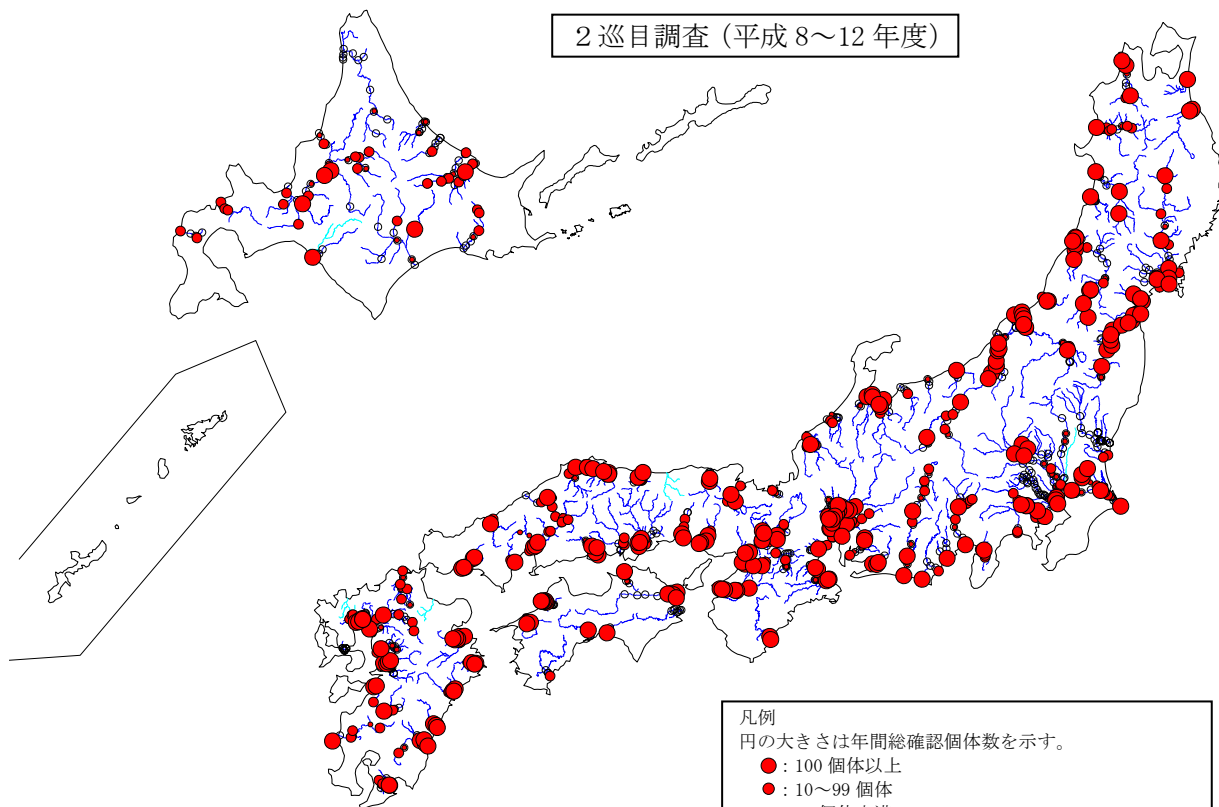 2巡目調査（平成 8～12 年度）
凡例
円の大きさは年間総確認個体数を示す。
：100 個体以上
：10～99 個体